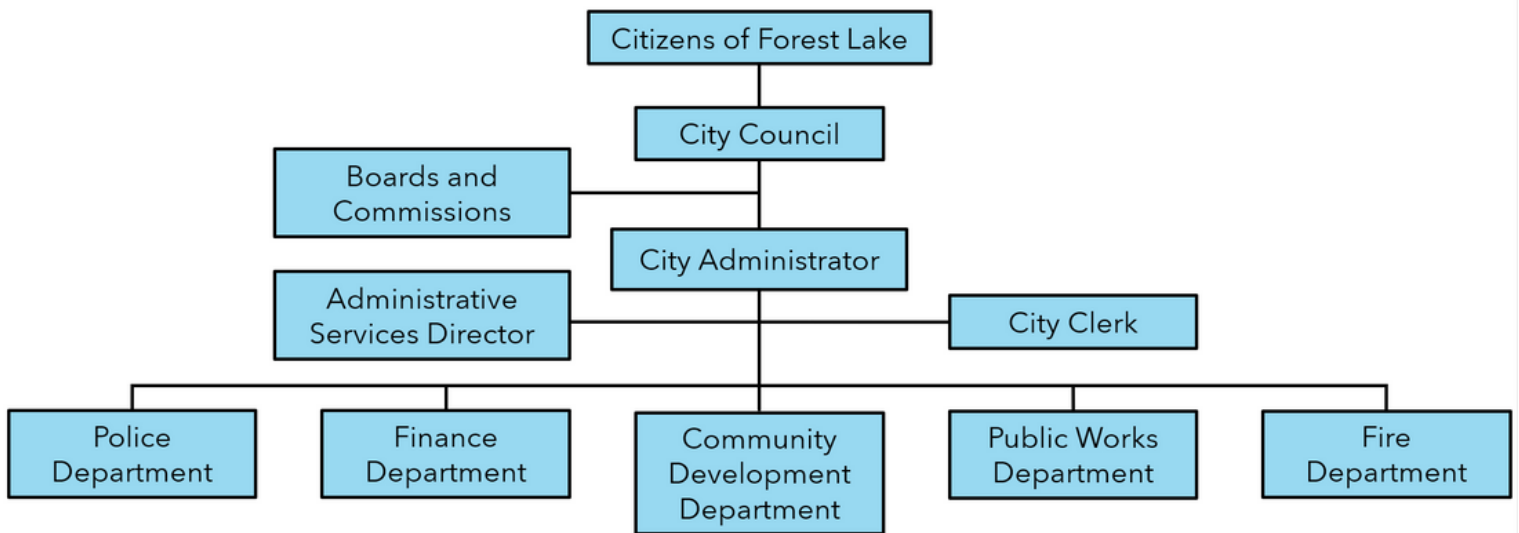 Citizens of Forest Lake
City Council
Boards and
Commissions
City Administrator
Administrative
Services Director
City Clerk
Police
Department
Finance
Department
Community
Development
Department
Public Works
Department
Fire
Department